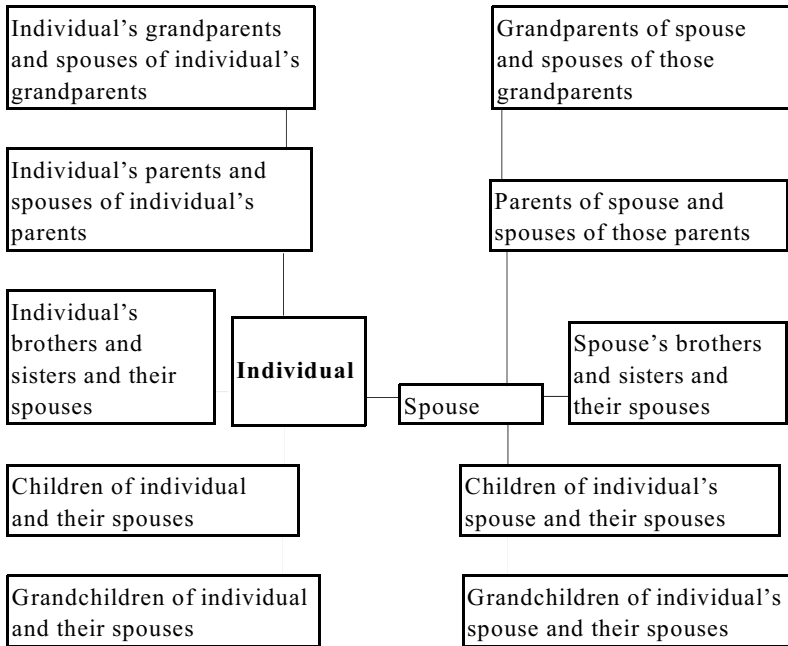 Individual’s grandparents
and spouses of individual’s
grandparents
Grandparents of spouse
and spouses of those
grandparents
Individual’s parents and
spouses of individual’s
parents
Parents of spouse and
spouses of those parents
Individual’s
brothers and
sisters and their
spouses
Individual
Spouse
Spouse’s brothers
and sisters and
their spouses
Children of individual
and their spouses
Children of individual’s
spouse and their spouses
Grandchildren of individual
and their spouses
Grandchildren of individual’s
spouse and their spouses